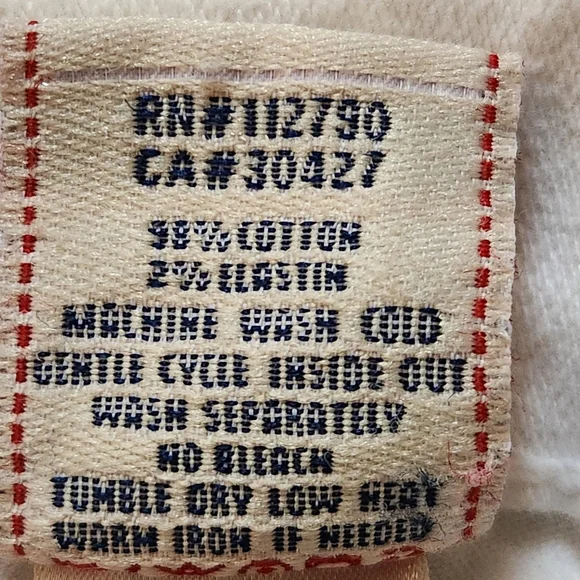 RN#112790
CA#30427
98% COTTON
2% ELASTIN
MACHINE WASH COLD
GENTLE CYCLE INSIDE OUT
WASH SEPARATELY
NO BLEACH
TUMBLE DRY LOW HEAT
WARM IRON IF NEEDED